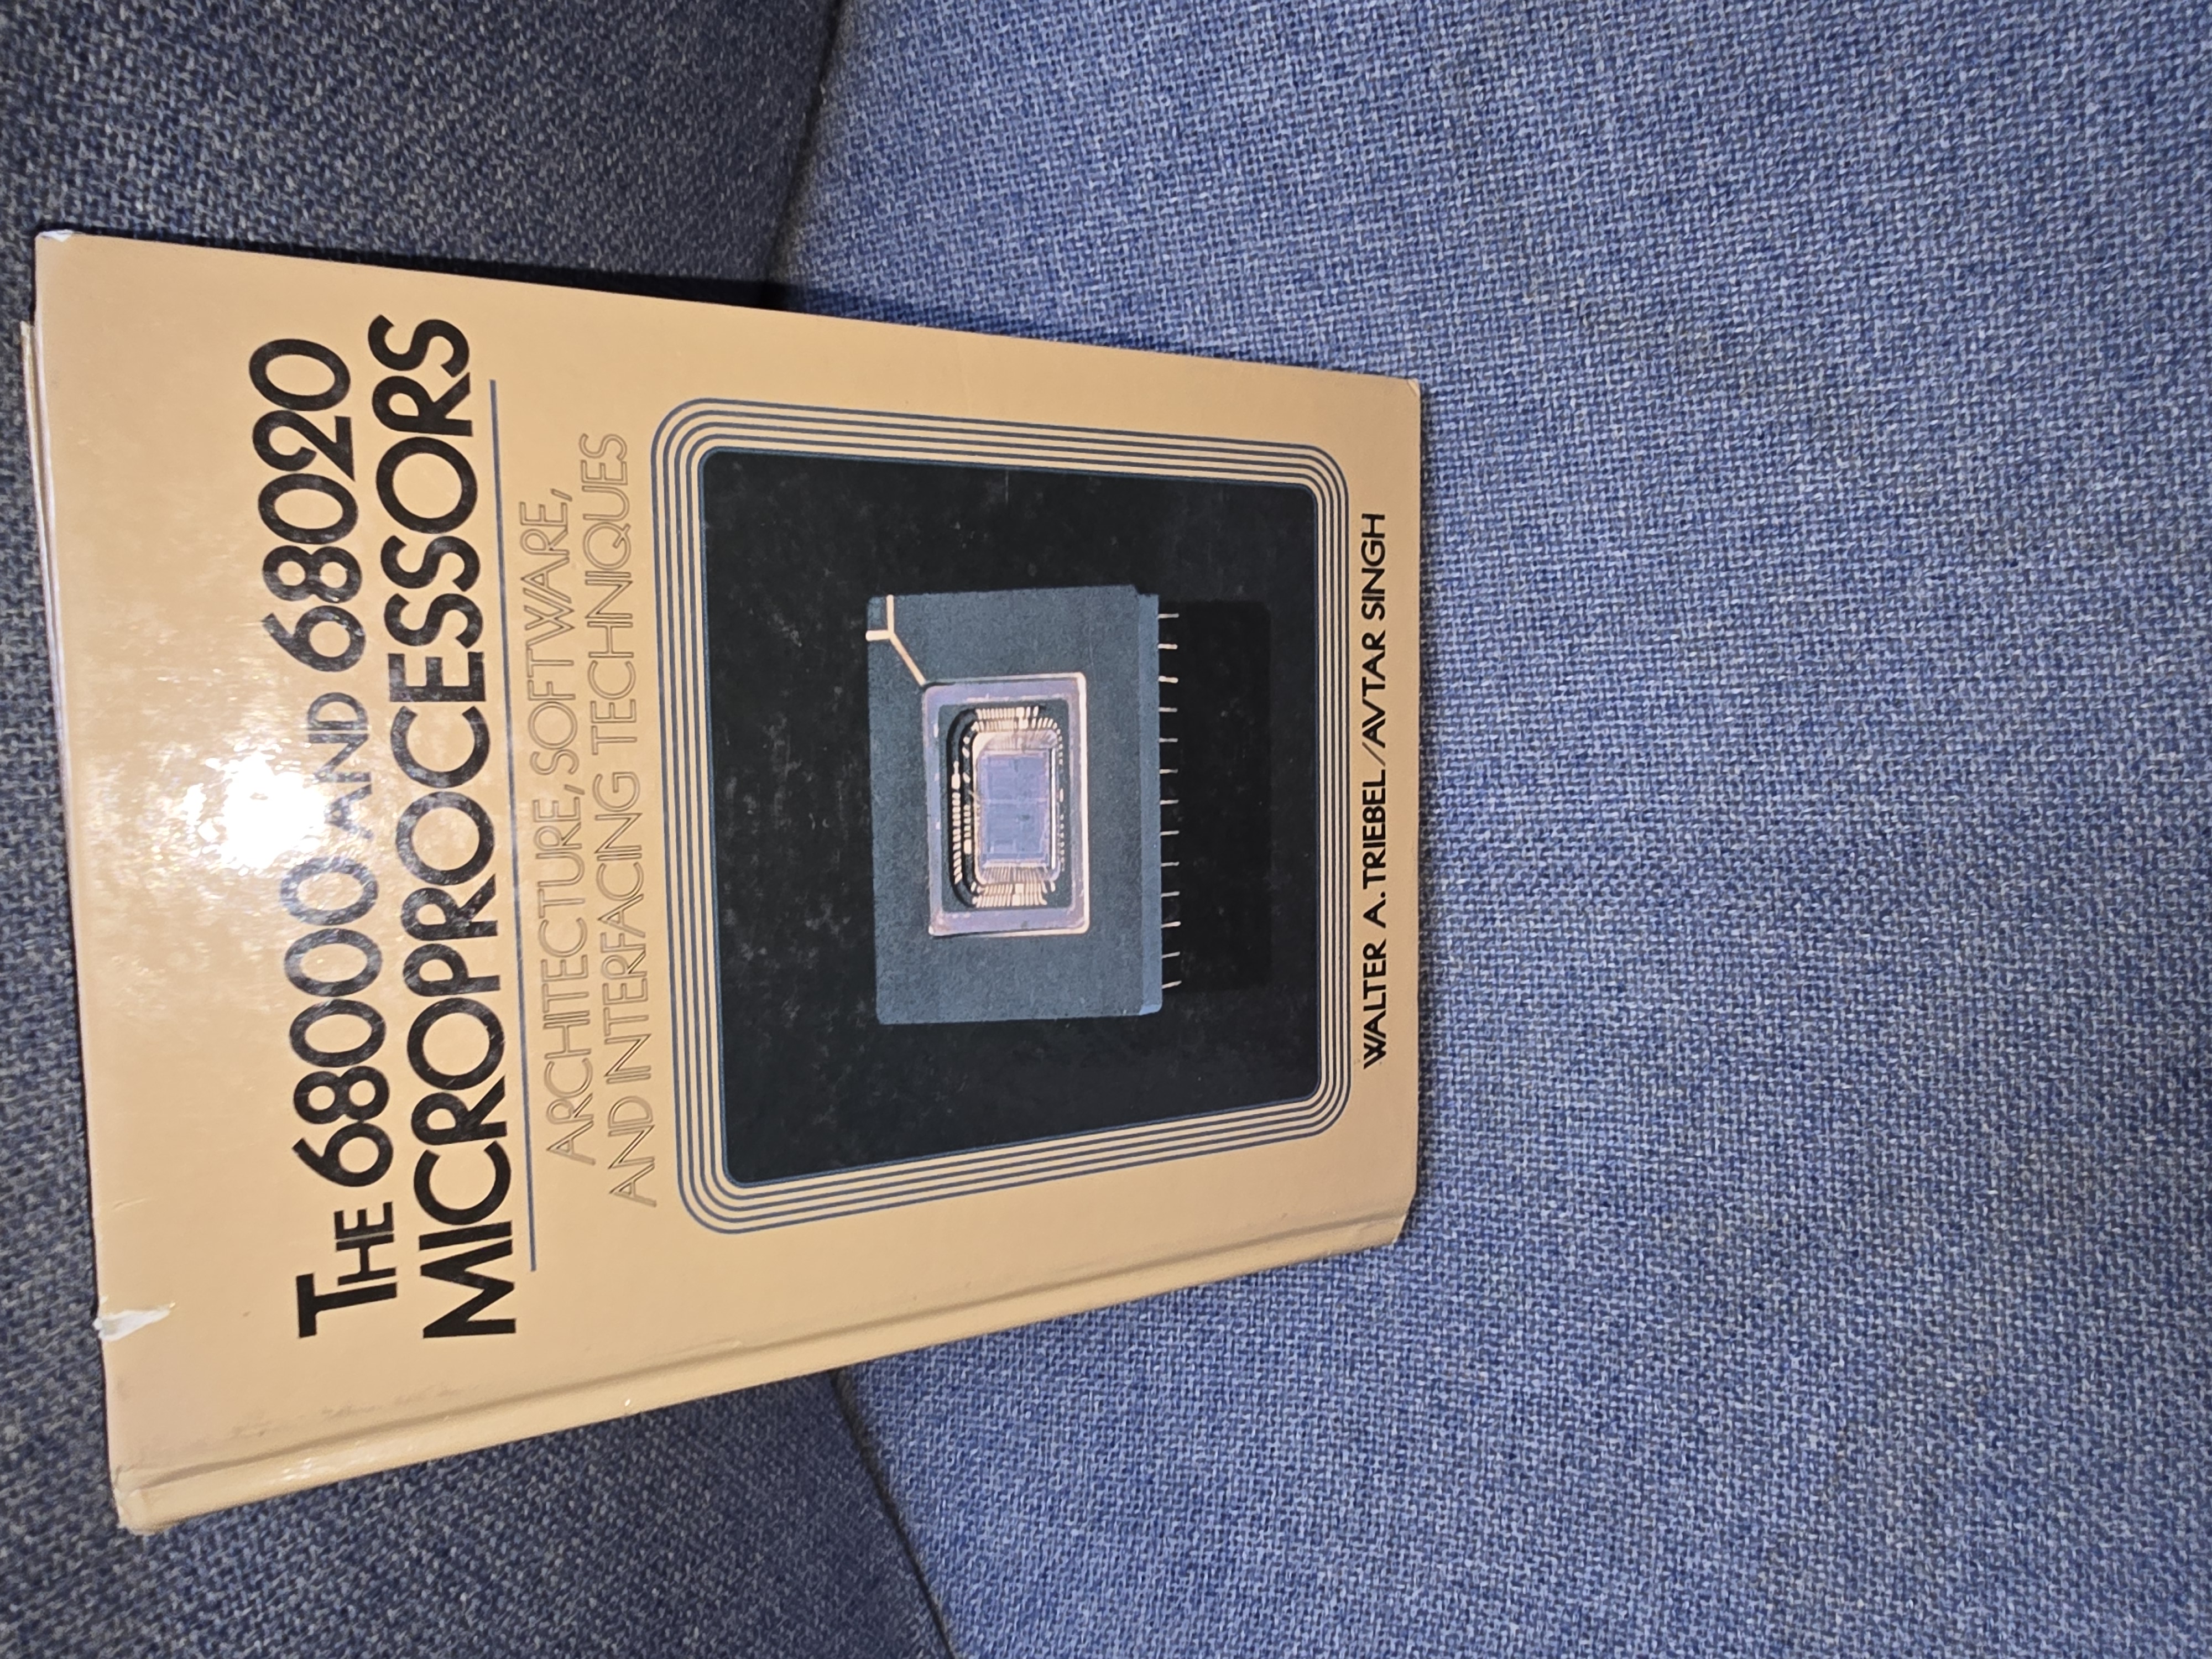 THE 68000 AND 68020
MICROPROCESSORS
ARCHITECTURE, SOFTWARE,
AND INTERFACING TECHNIQUES
WALTER A. TRIEBEL/AVTAR SINGH